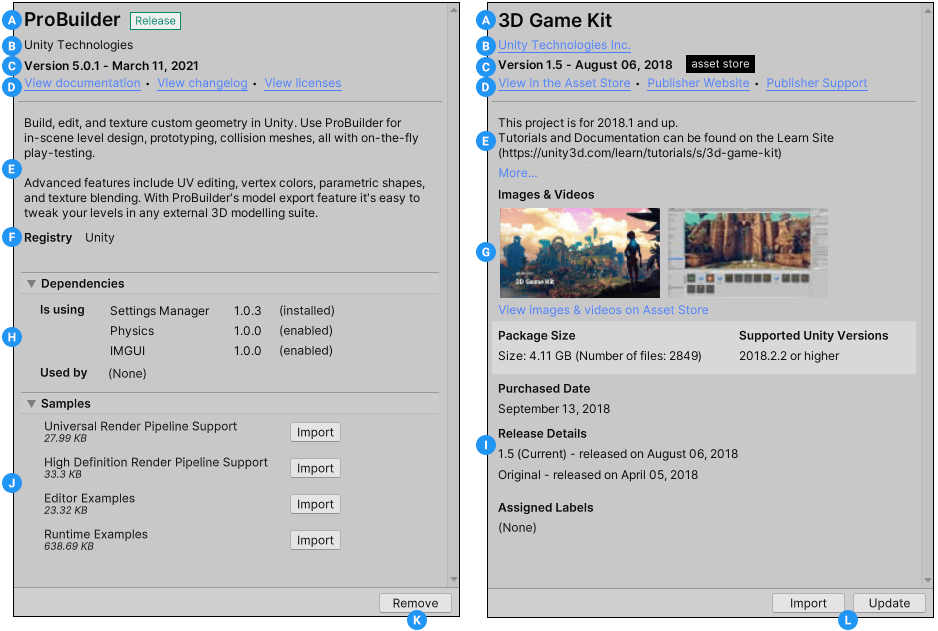 A ProBuilder Release
B Unity Technologies
C Version 5.0.1 - March 11, 2021
D View documentation • View changelog • View licenses
Build, edit, and texture custom geometry in Unity. Use ProBuilder for
in-scene level design, prototyping, collision meshes, all with on-the-fly
play-testing.
E
Advanced features include UV editing, vertex colors, parametric shapes,
and texture blending. With ProBuilder's model export feature it's easy to
tweak your levels in any external 3D modelling suite.
F Registry Unity
Dependencies
Is using Settings Manager 1.0.3 (installed)
H Physics 1.0.0 (enabled)
IMGUI 1.0.0 (enabled)
Used by (None)
Samples
Universal Render Pipeline Support Import
27.99 KB
High Definition Render Pipeline Support Import
33.3 KB
J
Editor Examples Import
23.32 KB
Runtime Examples Import
638.69 KB
Remove
K
A 3D Game Kit
B Unity Technologies Inc.
C Version 1.5 - August 06, 2018 asset store
D View in the Asset Store • Publisher Website • Publisher Support
This project is for 2018.1 and up.
E Tutorials and Documentation can be found on the Learn Site
(https://unity3d.com/learn/tutorials/s/3d-game-kit)
More...
Images & Videos
G
3D Game Kit
View images & videos on Asset Store
Package Size Supported Unity Versions
Size: 4.11 GB (Number of files: 2849) 2018.2.2 or higher
Purchased Date
September 13, 2018
Release Details
I
1.5 (Current) - released on August 06, 2018
Original - released on April 05, 2018
Assigned Labels
(None)
Import Update
L